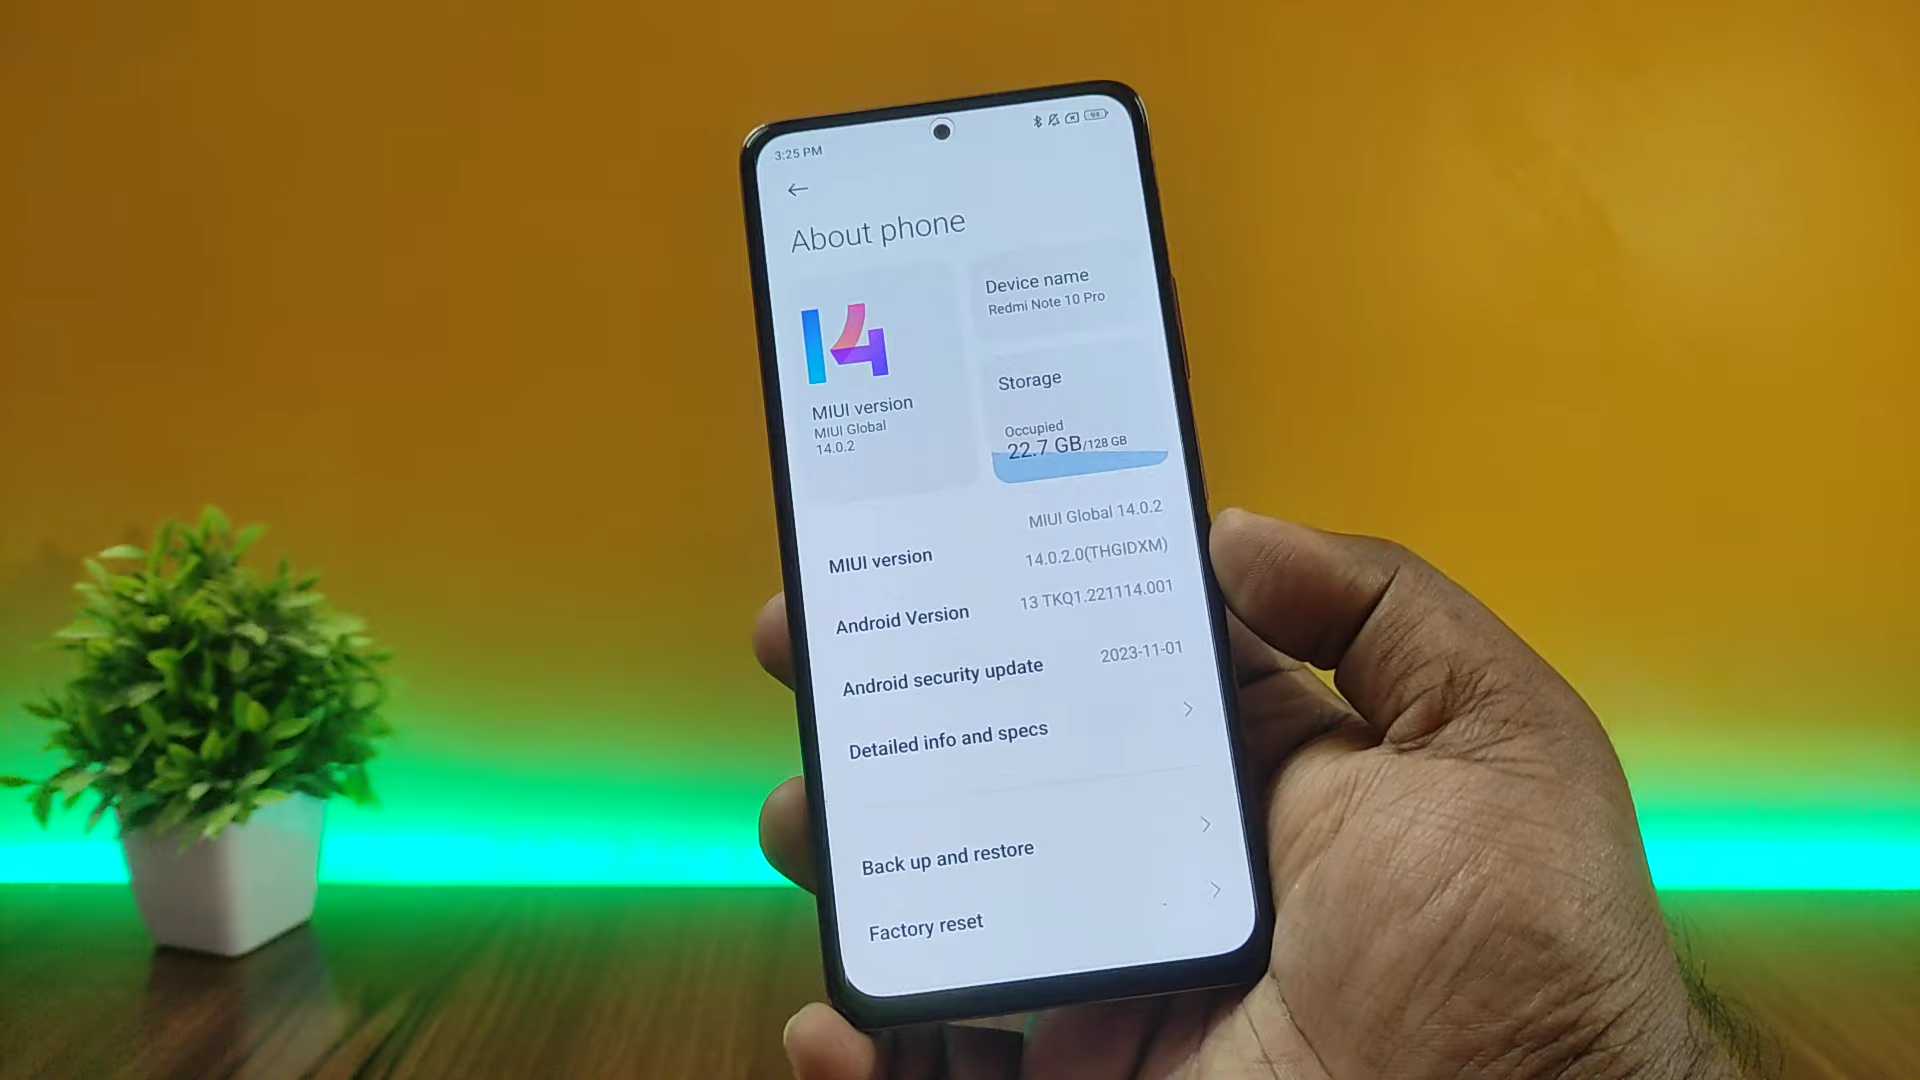 3:25 PM
98
About phone
14
MIUI version
MIUI Global
14.0.2
Device name
Redmi Note 10 Pro
Storage
Occupied
22.7 GB/128 GB
MIUI version
MIUI Global 14.0.2
14.0.2.0(THGIDXM)
Android Version
13 TKQ1.221114.001
Android security update
2023-11-01
Detailed info and specs
Back up and restore
Factory reset